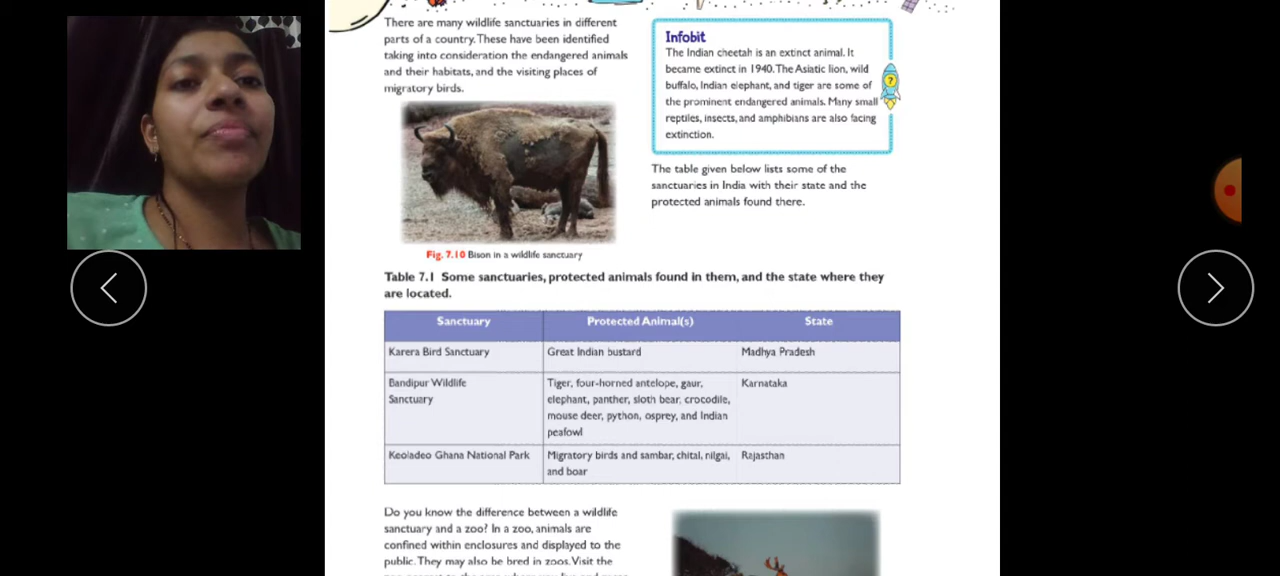 There are many wildlife sanctuaries in different
parts of a country. These have been identified
taking into consideration the endangered animals
and their habitats, and the visiting places of
migratory birds.
Fig. 7.10 Bison in a wildlife sanctuary
Infobit
The Indian cheetah is an extinct animal. It
became extinct in 1940. The Asiatic lion, wild
buffalo, Indian elephant, and tiger are some of
the prominent endangered animals. Many small
reptiles, insects, and amphibians are also facing
extinction.
?
The table given below lists some of the
sanctuaries in India with their state and the
protected animals found there.
Table 7.1 Some sanctuaries, protected animals found in them, and the state where they
are located.
Sanctuary Protected Animal(s) State
Karera Bird Sanctuary Great Indian bustard Madhya Pradesh
Bandipur Wildlife Tiger, four-horned antelope, gaur, Karnataka
Sanctuary elephant, panther, sloth bear, crocodile,
mouse deer, python, osprey, and Indian
peafowl
Keoladeo Ghana National Park Migratory birds and sambar, chital, nilgai, Rajasthan
and boar
Do you know the difference between a wildlife
sanctuary and a zoo? In a zoo, animals are
confined within enclosures and displayed to the
public. They may also be bred in zoos. Visit the